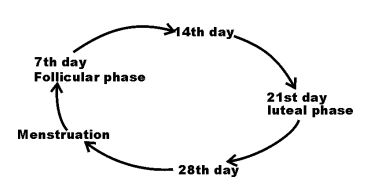 14th day
7th day
Follicular phase
21st day
luteal phase
Menstruation
28th day